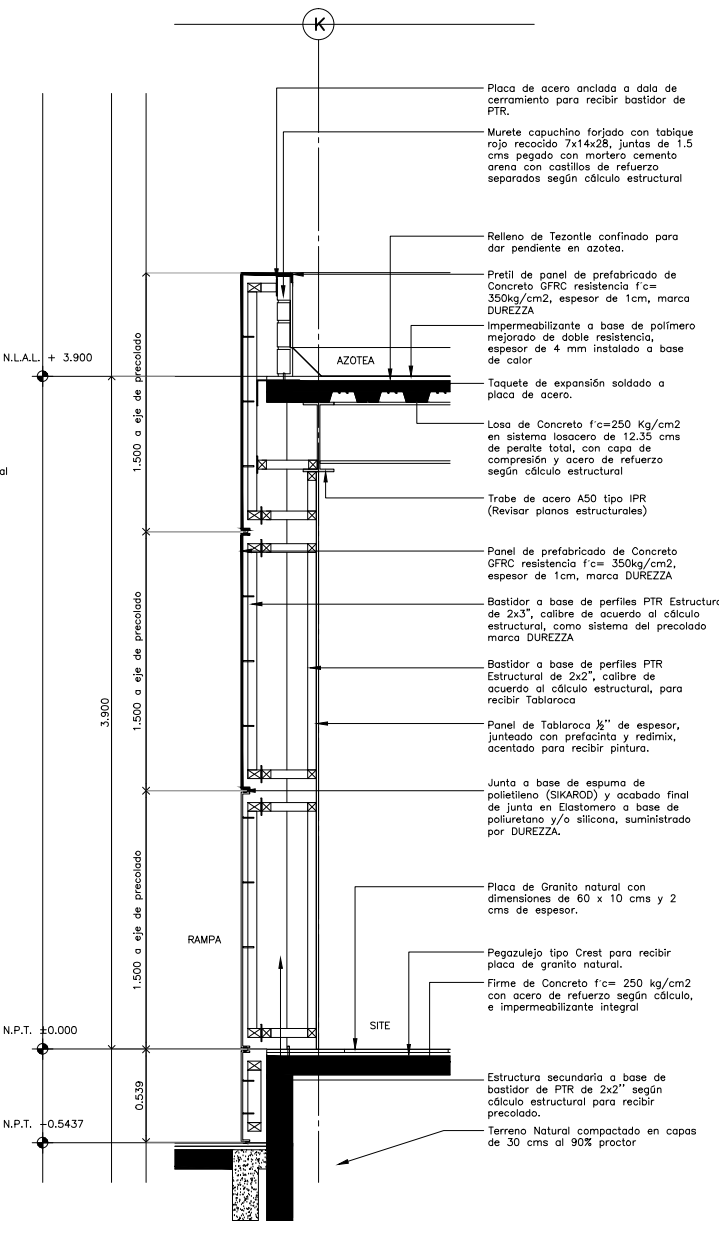 K
Placa de acero anclada a dala de
cerramiento para recibir bastidor de
PTR.
Murete capuchino forjado con tabique
rojo recocido 7x14x28, juntas de 1.5
cms pegado con mortero cemento
arena con castillos de refuerzo
separados según cálculo estructural
Relleno de Tezontle confinado para
dar pendiente en azotea.
Pretil de panel de prefabricado de
Concreto GFRC resistencia f'c=
350kg/cm2, espesor de 1cm, marca
DUREZZA
Impermeabilizante a base de polímero
mejorado de doble resistencia,
espesor de 4 mm instalado a base
de calor
Taquete de expansión soldado a
placa de acero.
Losa de Concreto f'c=250 Kg/cm2
en sistema losacero de 12.35 cms
de peralte total, con capa de
compresión y acero de refuerzo
según cálculo estructural
Trabe de acero A50 tipo IPR
(Revisar planos estructurales)
Panel de prefabricado de Concreto
GFRC resistencia f'c= 350kg/cm2,
espesor de 1cm, marca DUREZZA
Bastidor a base de perfiles PTR Estructura
de 2x3", calibre de acuerdo al cálculo
estructural, como sistema del precolado
marca DUREZZA
Bastidor a base de perfiles PTR
Estructural de 2x2", calibre de
acuerdo al cálculo estructural, para
recibir Tablaroca
Panel de Tablaroca ½'' de espesor,
junteado con prefacinta y redimix,
acentado para recibir pintura.
Junta a base de espuma de
polietileno (SIKAROD) y acabado final
de junta en Elastomero a base de
poliuretano y/o silicona, suministrado
por DUREZZA.
Placa de Granito natural con
dimensiones de 60 x 10 cms y 2
cms de espesor.
Pegazulejo tipo Crest para recibir
placa de granito natural.
Firme de Concreto f'c= 250 kg/cm2
con acero de refuerzo según cálculo,
e impermeabilizante integral
Estructura secundaria a base de
bastidor de PTR de 2x2'' según
cálculo estructural para recibir
precolado.
Terreno Natural compactado en capas
de 30 cms al 90% proctor
AZOTEA
N.L.A.L. + 3.900
al
1.500 a eje de precolado
1.500 a eje de precolado
3.900
1.500 a eje de precolado
RAMPA
SITE
N.P.T. ±0.000
0.539
N.P.T. -0.5437